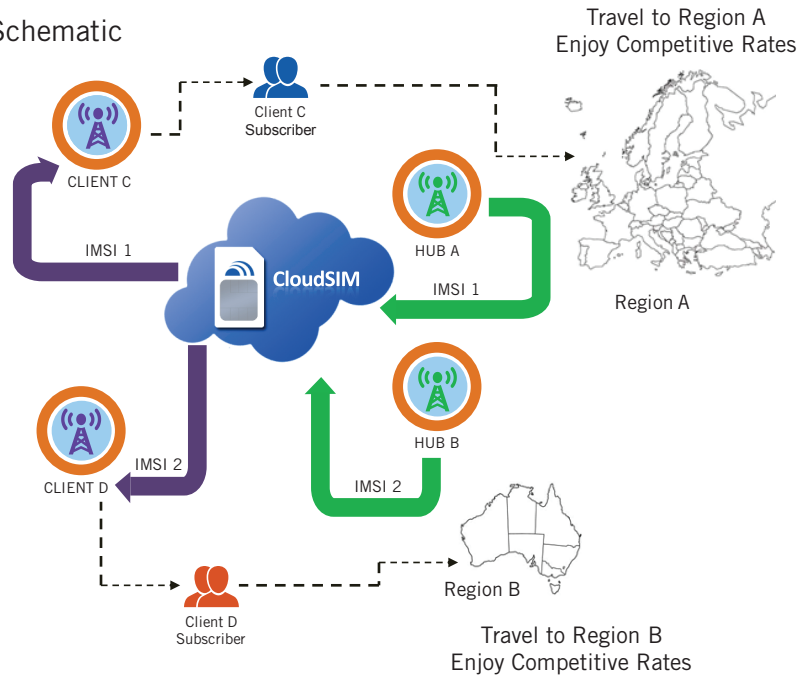 Schematic
Travel to Region A
Enjoy Competitive Rates
Client C
Subscriber
CLIENT C
HUB A
IMSI 1
CloudSIM
IMSI 1
Region A
HUB B
IMSI 2
CLIENT D
IMSI 2
Region B
Client D
Subscriber
Travel to Region B
Enjoy Competitive Rates